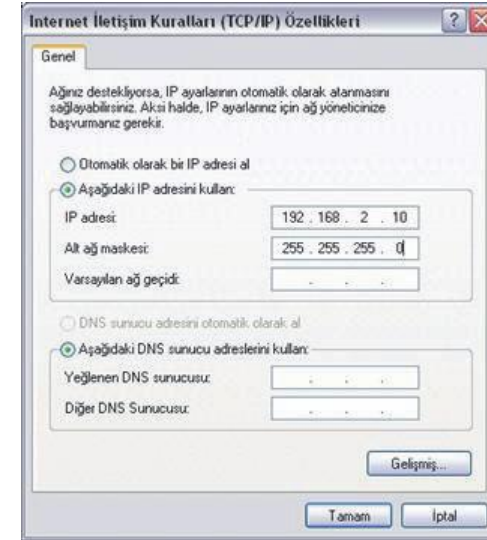 Internet İletişim Kuralları (TCP/IP) Özellikleri
Genel
Ağınız destekliyorsa, IP ayarlarının otomatik olarak atanmasını
sağlayabilirsiniz. Aksi halde, IP ayarlarınız için ağ yöneticinize
başvurmanız gerekir.
Otomatik olarak bir IP adresi al
Aşağıdaki IP adresini kullan:
IP adresi: 192 . 168 . 2 . 10
Alt ağ maskesi: 255 . 255 . 255 . 0
Varsayılan ağ geçidi: . . .
DNS sunucu adresini otomatik olarak al
Aşağıdaki DNS sunucu adreslerini kullan:
Yeğlenen DNS sunucusu: . . .
Diğer DNS Sunucusu: . . .
Gelişmiş...
Tamam İptal